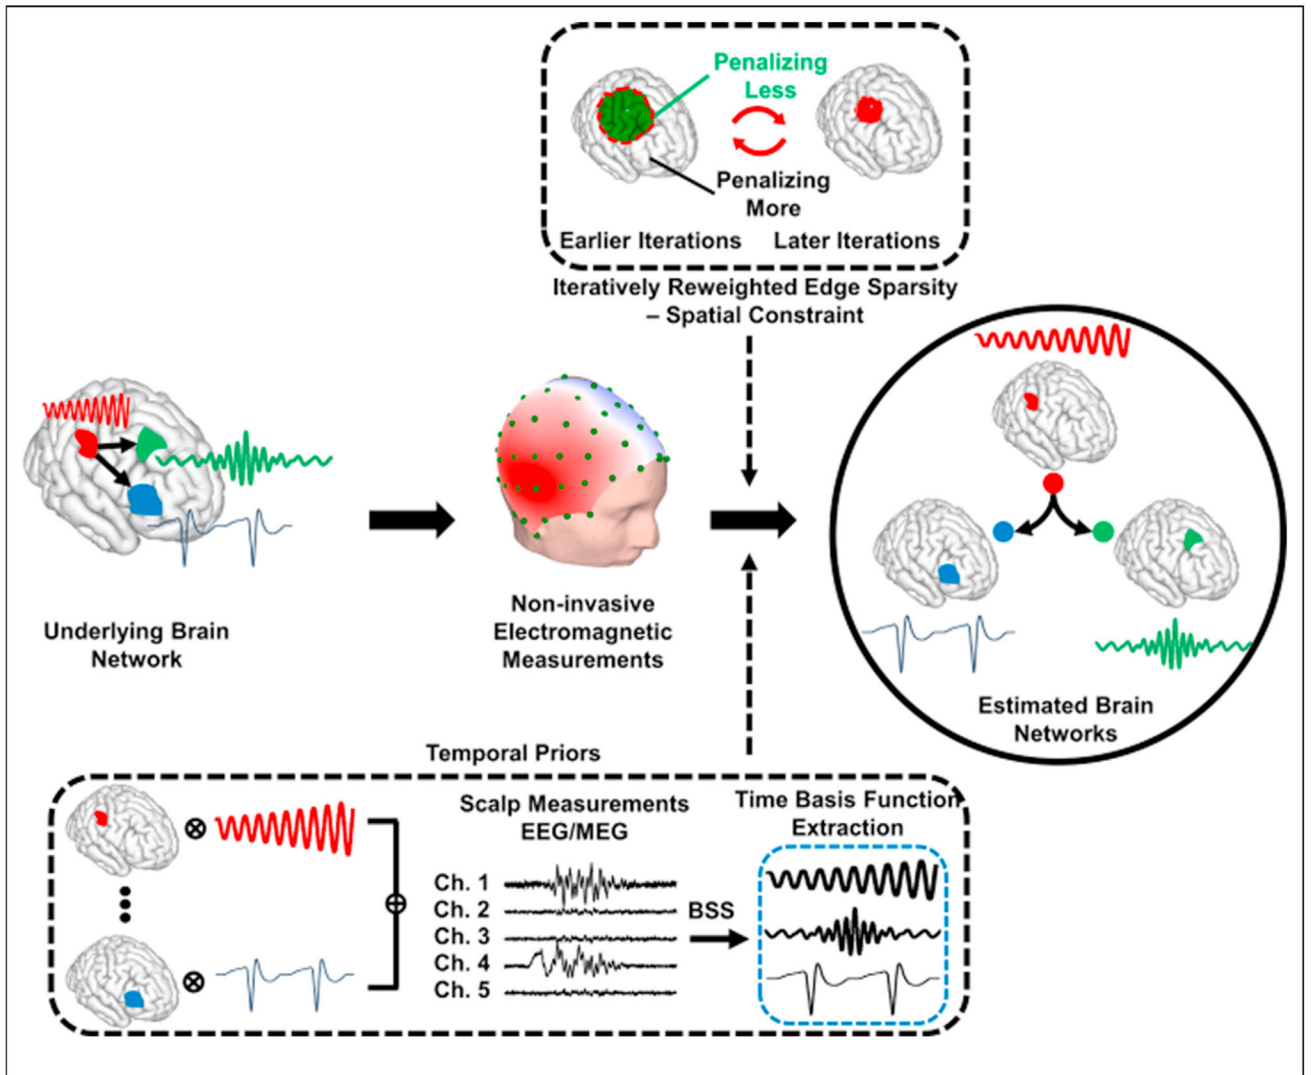 Penalizing
Less
Penalizing
More
Earlier Iterations
Later Iterations
Iteratively Reweighted Edge Sparsity
– Spatial Constraint
Underlying Brain
Network
Non-invasive
Electromagnetic
Measurements
Estimated Brain
Networks
Temporal Priors
Scalp Measurements
EEG/MEG
Ch. 1
Ch. 2
Ch. 3
Ch. 4
Ch. 5
BSS
Time Basis Function
Extraction